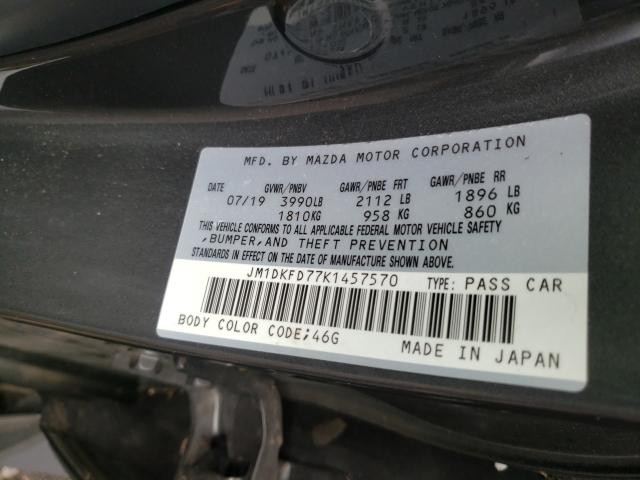 MFD. BY MAZDA MOTOR CORPORATION
DATE GVWR/PNBV GAWR/PNBE FRT GAWR/PNBE RR
07/19 3990LB 2112 LB 1896 LB
1810KG 958 KG 860 KG
THIS VEHICLE CONFORMS TO ALL APPLICABLE FEDERAL MOTOR VEHICLE SAFETY
,BUMPER,AND THEFT PREVENTION
STANDARDS IN EFFECT ON THE DATE OF MANUFACTURE SHOWN ABOVE.
JM1DKFD77K1457570 TYPE: PASS CAR
BODY COLOR CODE;46G
MADE IN JAPAN